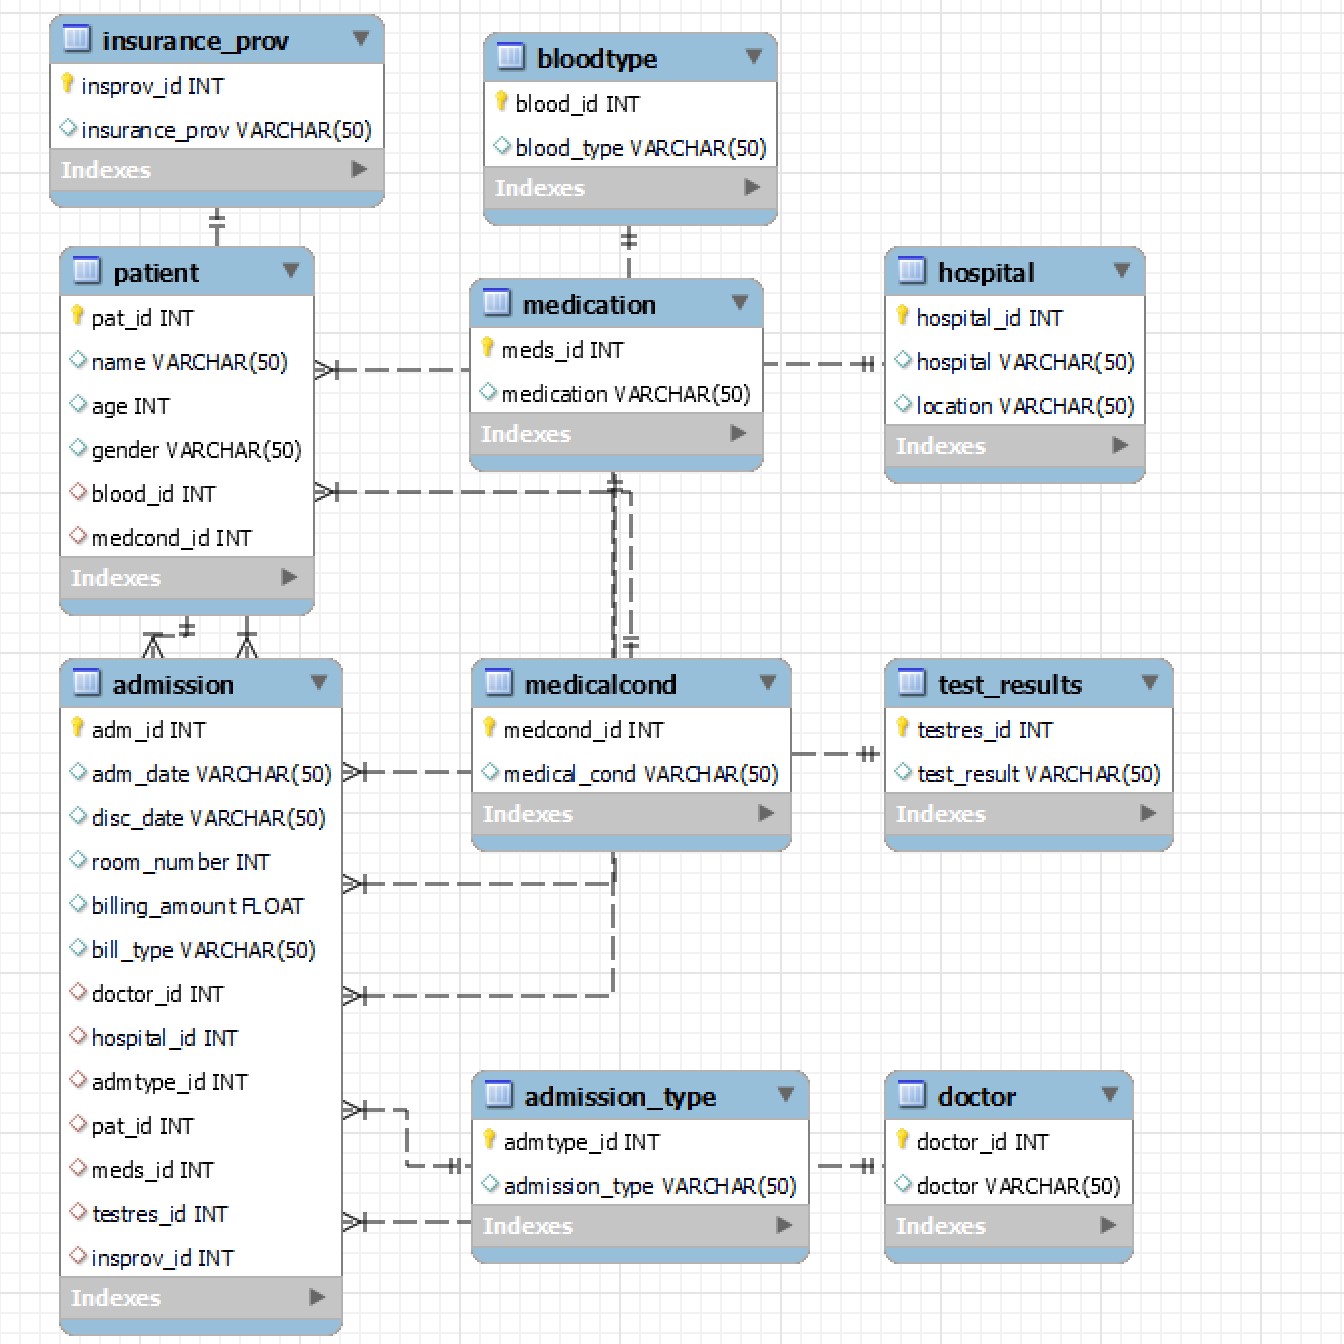 insurance_prov
insprov_id INT
insurance_prov VARCHAR(50)
Indexes
bloodtype
blood_id INT
blood_type VARCHAR(50)
Indexes
patient
pat_id INT
name VARCHAR(50)
age INT
gender VARCHAR(50)
blood_id INT
medcond_id INT
Indexes
medication
meds_id INT
medication VARCHAR(50)
Indexes
hospital
hospital_id INT
hospital VARCHAR(50)
location VARCHAR(50)
Indexes
admission
adm_id INT
adm_date VARCHAR(50)
disc_date VARCHAR(50)
room_number INT
billing_amount FLOAT
bill_type VARCHAR(50)
doctor_id INT
hospital_id INT
admtype_id INT
pat_id INT
meds_id INT
testres_id INT
insprov_id INT
Indexes
medicalcond
medcond_id INT
medical_cond VARCHAR(50)
Indexes
test_results
testres_id INT
test_result VARCHAR(50)
Indexes
admission_type
admtype_id INT
admission_type VARCHAR(50)
Indexes
doctor
doctor_id INT
doctor VARCHAR(50)
Indexes